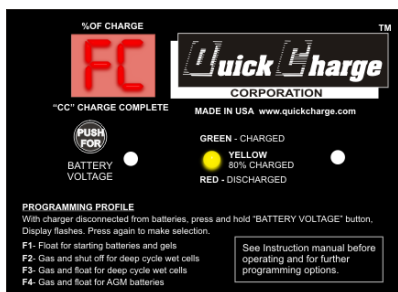 %OF CHARGE
TM
FC
Quick Charge
CORPORATION
"CC" CHARGE COMPLETE
MADE IN USA www.quickcharge.com
PUSH
FOR
BATTERY
VOLTAGE
GREEN - CHARGED
YELLOW
80% CHARGED
RED - DISCHARGED
PROGRAMMING PROFILE
With charger disconnected from batteries, press and hold "BATTERY VOLTAGE" button,
Display flashes. Press again to make selection.
F1- Float for starting batteries and gels
F2- Gas and shut off for deep cycle wet cells
F3- Gas and float for deep cycle wet cells
F4- Gas and float for AGM batteries
See Instruction manual before
operating and for further
programming options.